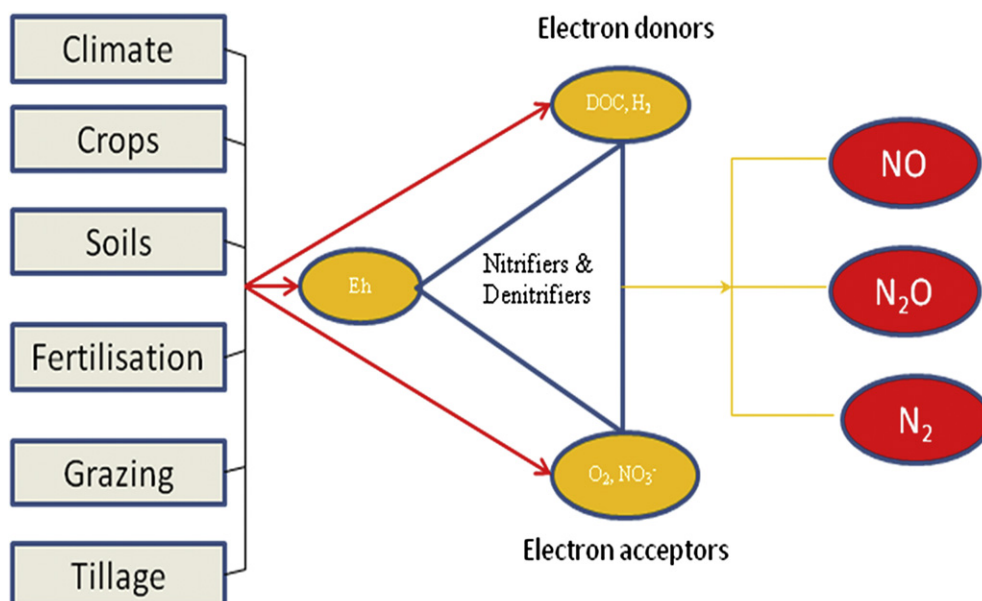 Climate
Crops
Soils
Fertilisation
Grazing
Tillage
Electron donors
DOC, H₂
Eh
Nitrifiers &
Denitrifiers
O₂, NO₃⁻
Electron acceptors
NO
N₂O
N₂